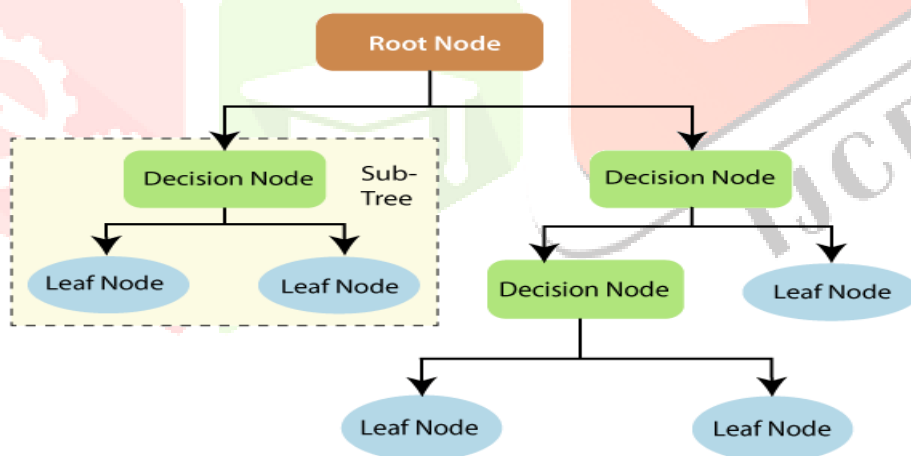 Root Node
Decision Node
Sub-
Tree
Decision Node
Leaf Node
Leaf Node
Decision Node
Leaf Node
Leaf Node
Leaf Node